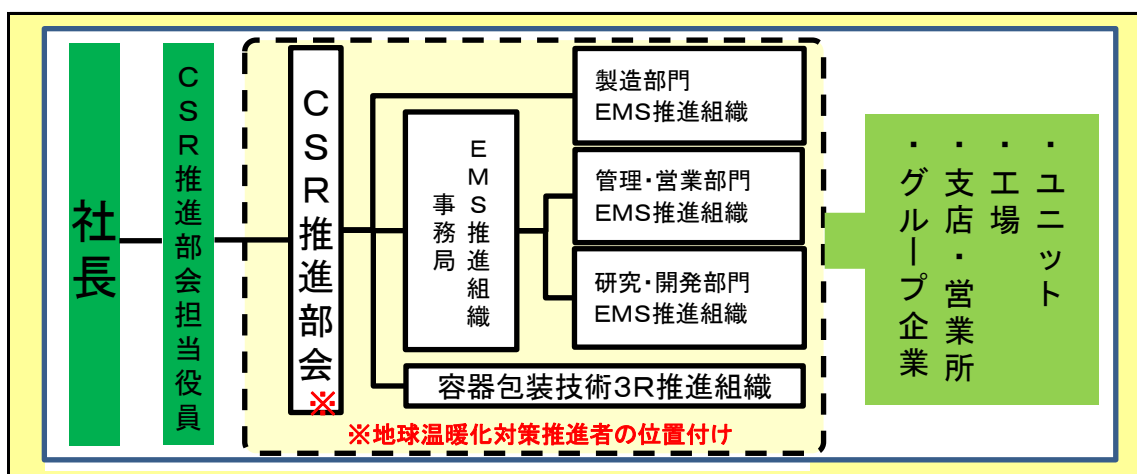 社長
CSR推進部会担当役員
CSR推進部会
※
EMS推進組織
事務局
製造部門
EMS推進組織
管理・営業部門
EMS推進組織
研究・開発部門
EMS推進組織
容器包装技術3R推進組織
※地球温暖化対策推進者の位置付け
・ユニット
・工場
・支店・営業所
・グループ企業